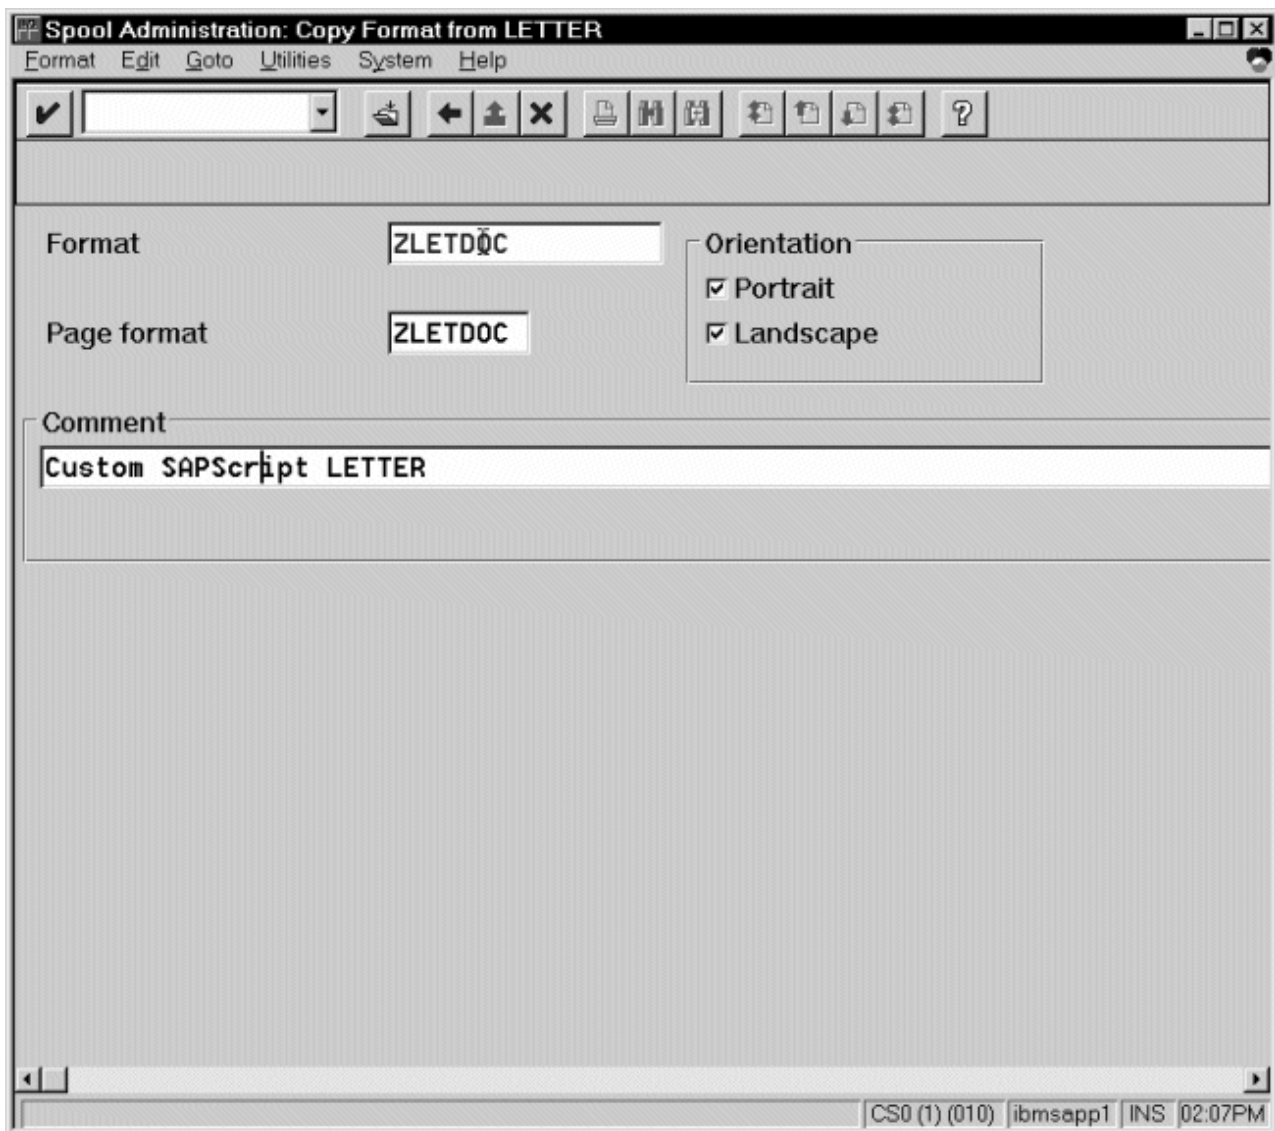 Spool Administration: Copy Format from LETTER
Format Edit Goto Utilities System Help
Format ZLETDOC Orientation
Portrait
Page format ZLETDOC Landscape
Comment
Custom SAPScript LETTER
CS0 (1) (010) ibmsapp1 INS 02:07PM